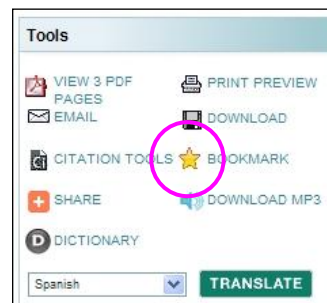 Tools
VIEW 3 PDF PAGES
PRINT PREVIEW
EMAIL
DOWNLOAD
CITATION TOOLS
BOOKMARK
SHARE
DOWNLOAD MP3
D DICTIONARY
Spanish
TRANSLATE